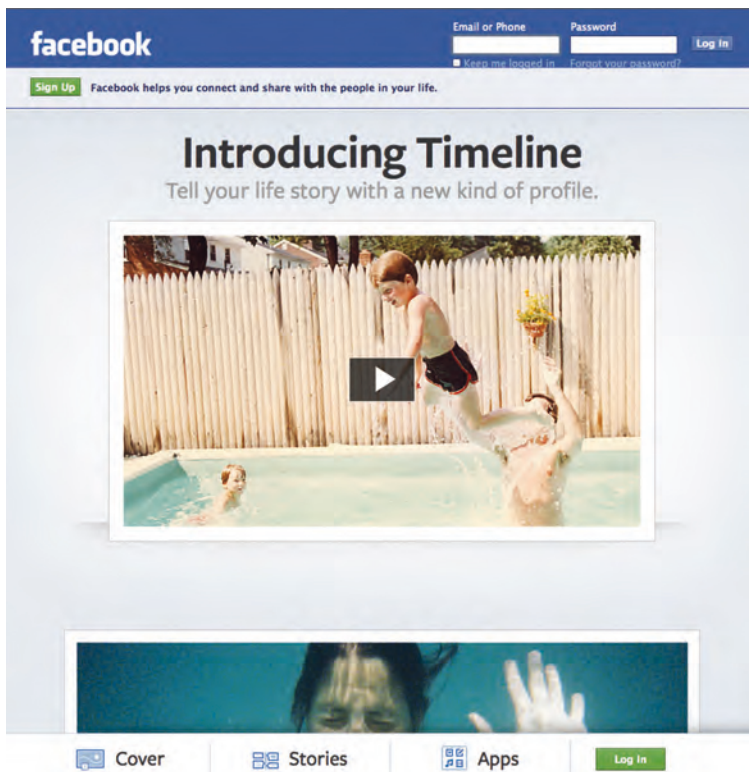 Email or Phone Password
facebook Log In
Keep me logged in Forgot your password?
Sign Up Facebook helps you connect and share with the people in your life.
Introducing Timeline
Tell your life story with a new kind of profile.
Cover Stories Apps Log In